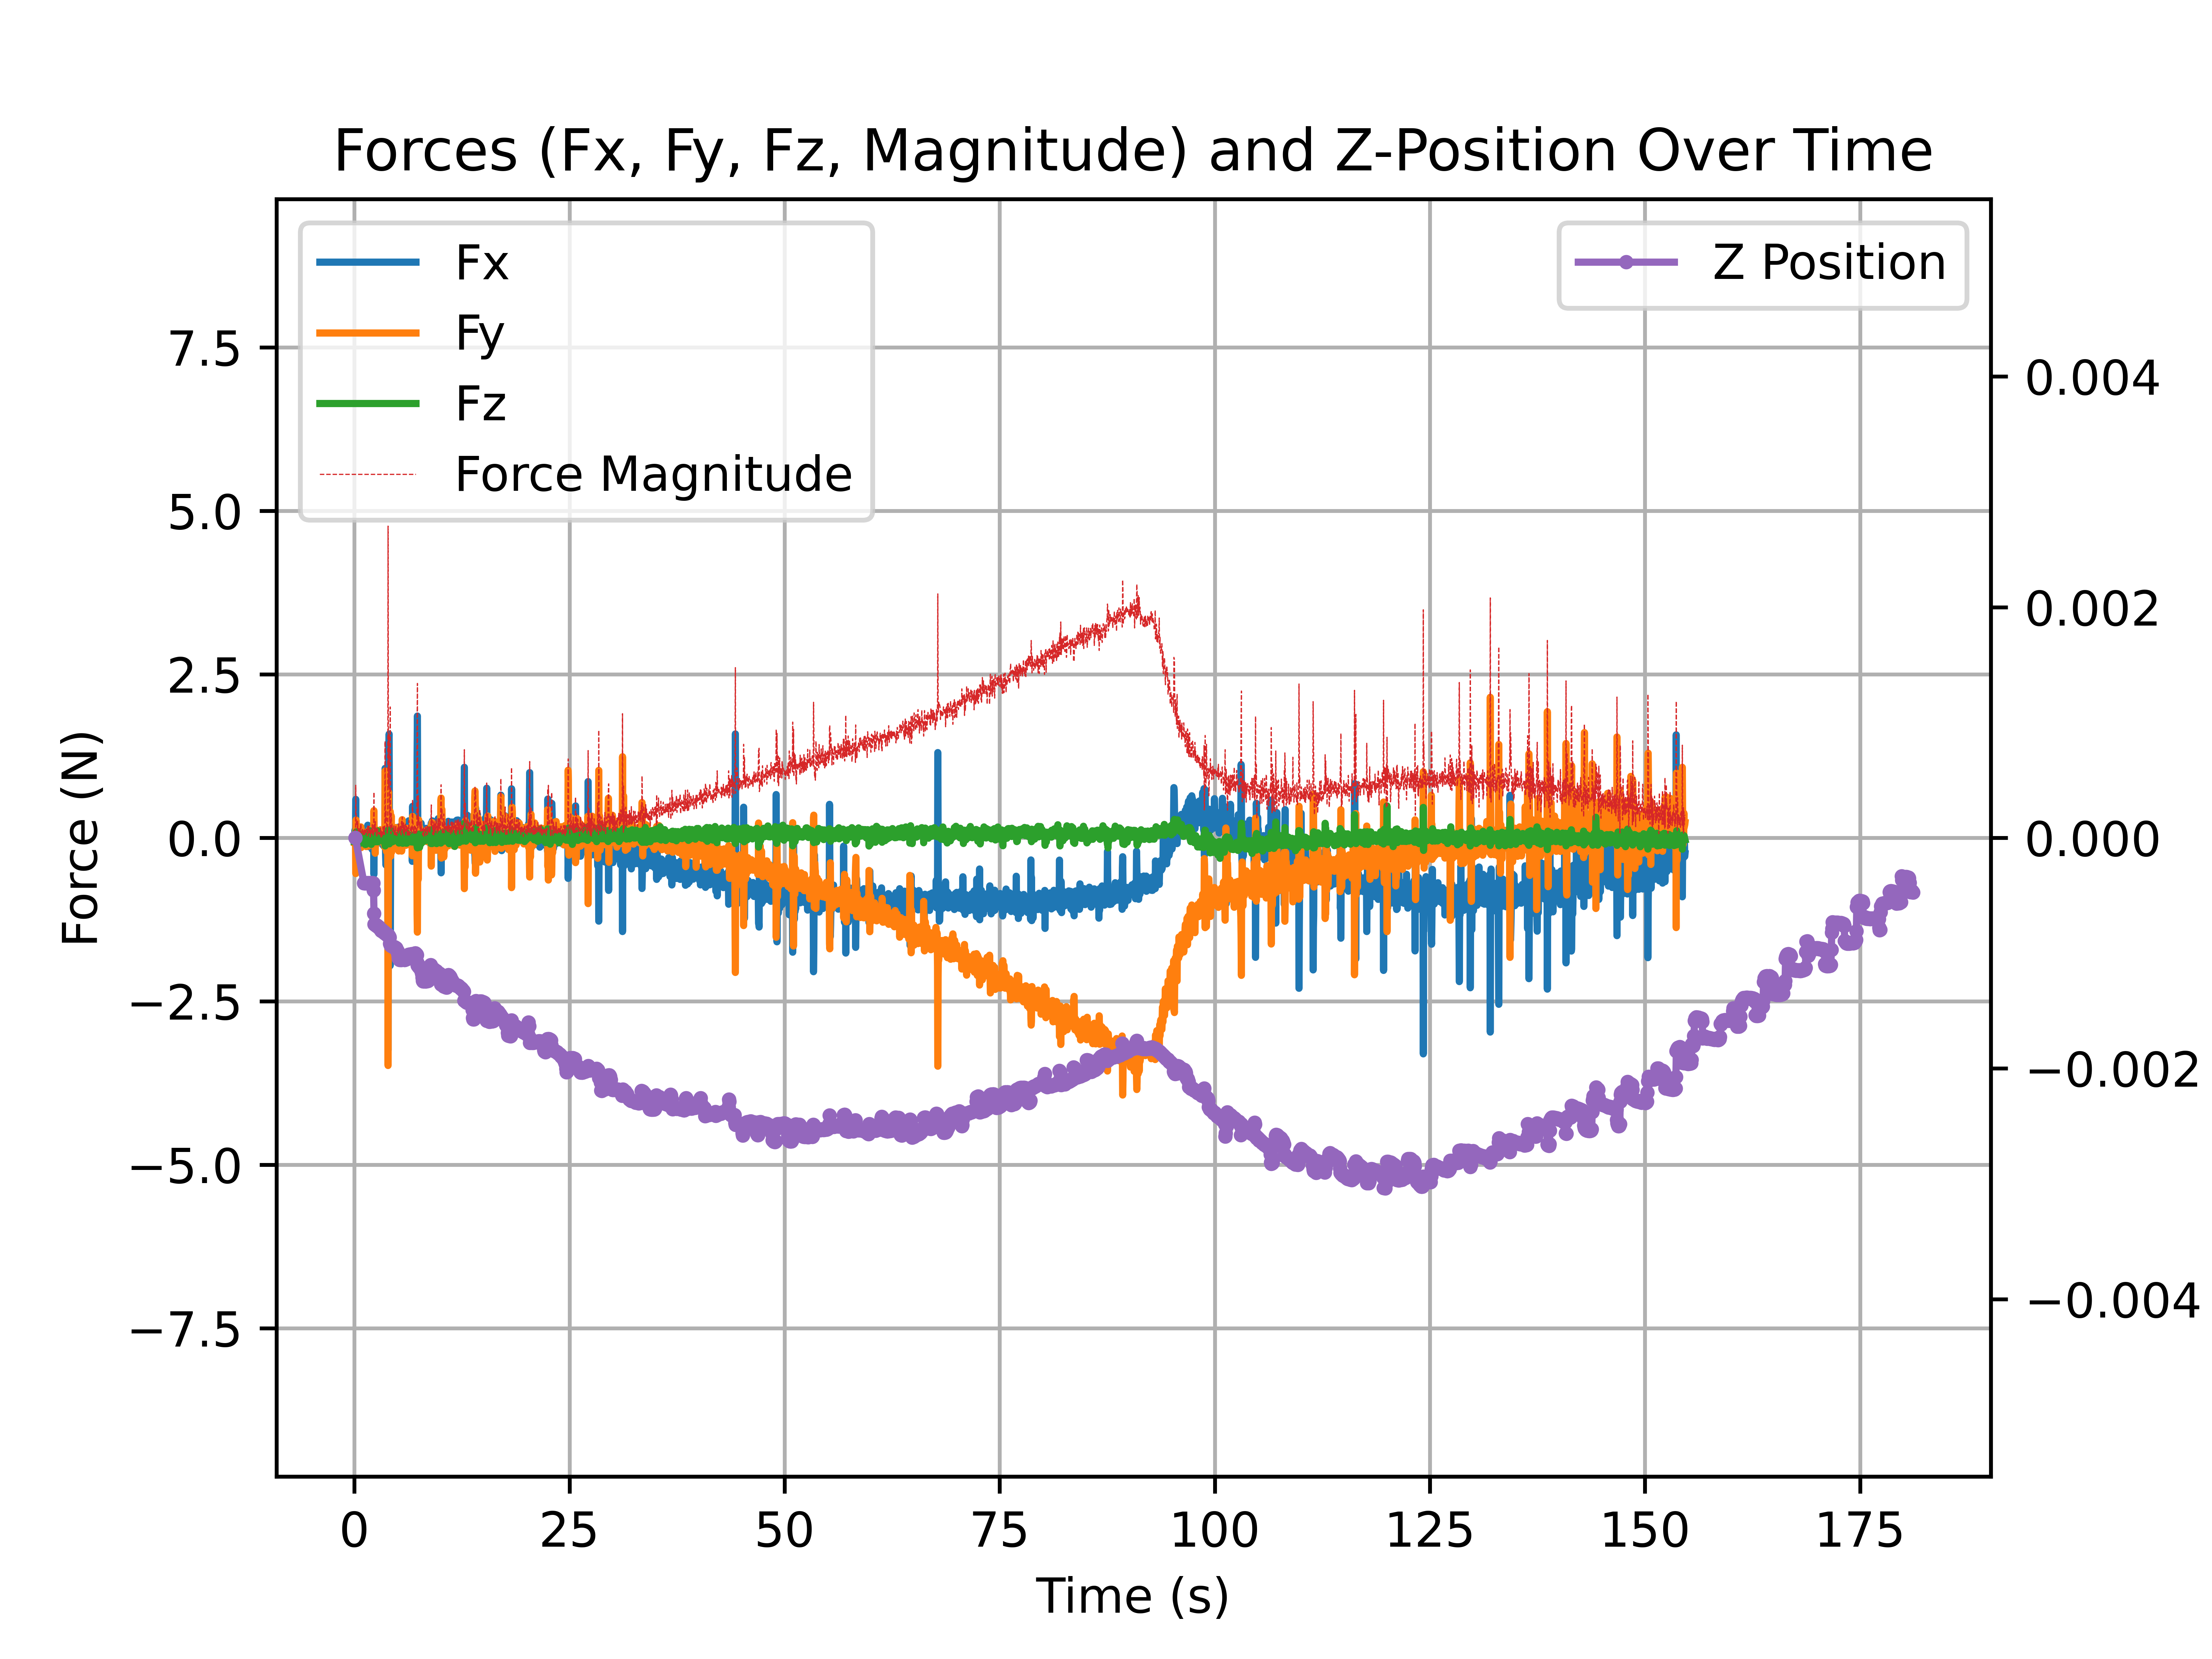 Forces (Fx, Fy, Fz, Magnitude) and Z-Position Over Time
Fx
Fy
Fz
Force Magnitude
Z Position
7.5
5.0
2.5
0.0
−2.5
−5.0
−7.5
Force (N)
0.004
0.002
0.000
−0.002
−0.004
0 25 50 75 100 125 150 175
Time (s)